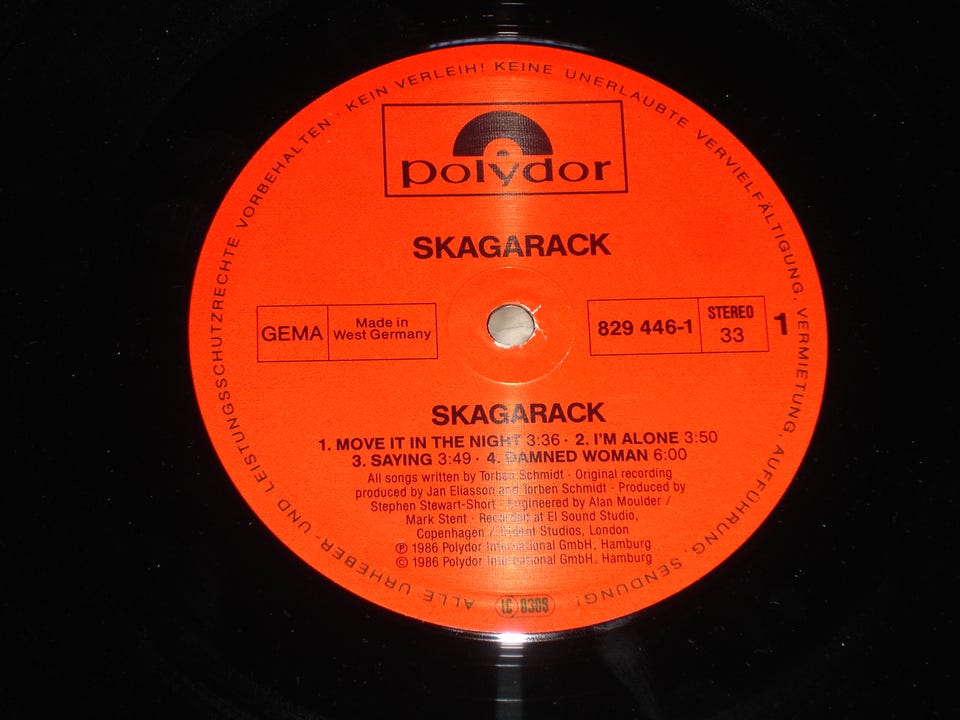 ALLE URHEBER- UND LEISTUNGSSCHUTZRECHTE VORBEHALTEN · KEIN VERLEIH! KEINE UNERLAUBTE VERVIELFÄLTIGUNG, VERMIETUNG, AUFFÜHRUNG, SENDUNG!
polydor
SKAGARACK
GEMA
Made in
West Germany
829 446-1
STEREO
33
1
SKAGARACK
1. MOVE IT IN THE NIGHT 3:36 · 2. I'M ALONE 3:50
3. SAYING 3:49 · 4. DAMNED WOMAN 6:00
All songs written by Torben Schmidt · Original recording
produced by Jan Eliasson and Torben Schmidt · Produced by
Stephen Stewart-Short · Engineered by Alan Moulder /
Mark Stent · Recorded at El Sound Studio,
Copenhagen / Trident Studios, London
℗ 1986 Polydor International GmbH, Hamburg
© 1986 Polydor International GmbH, Hamburg
LC 0309